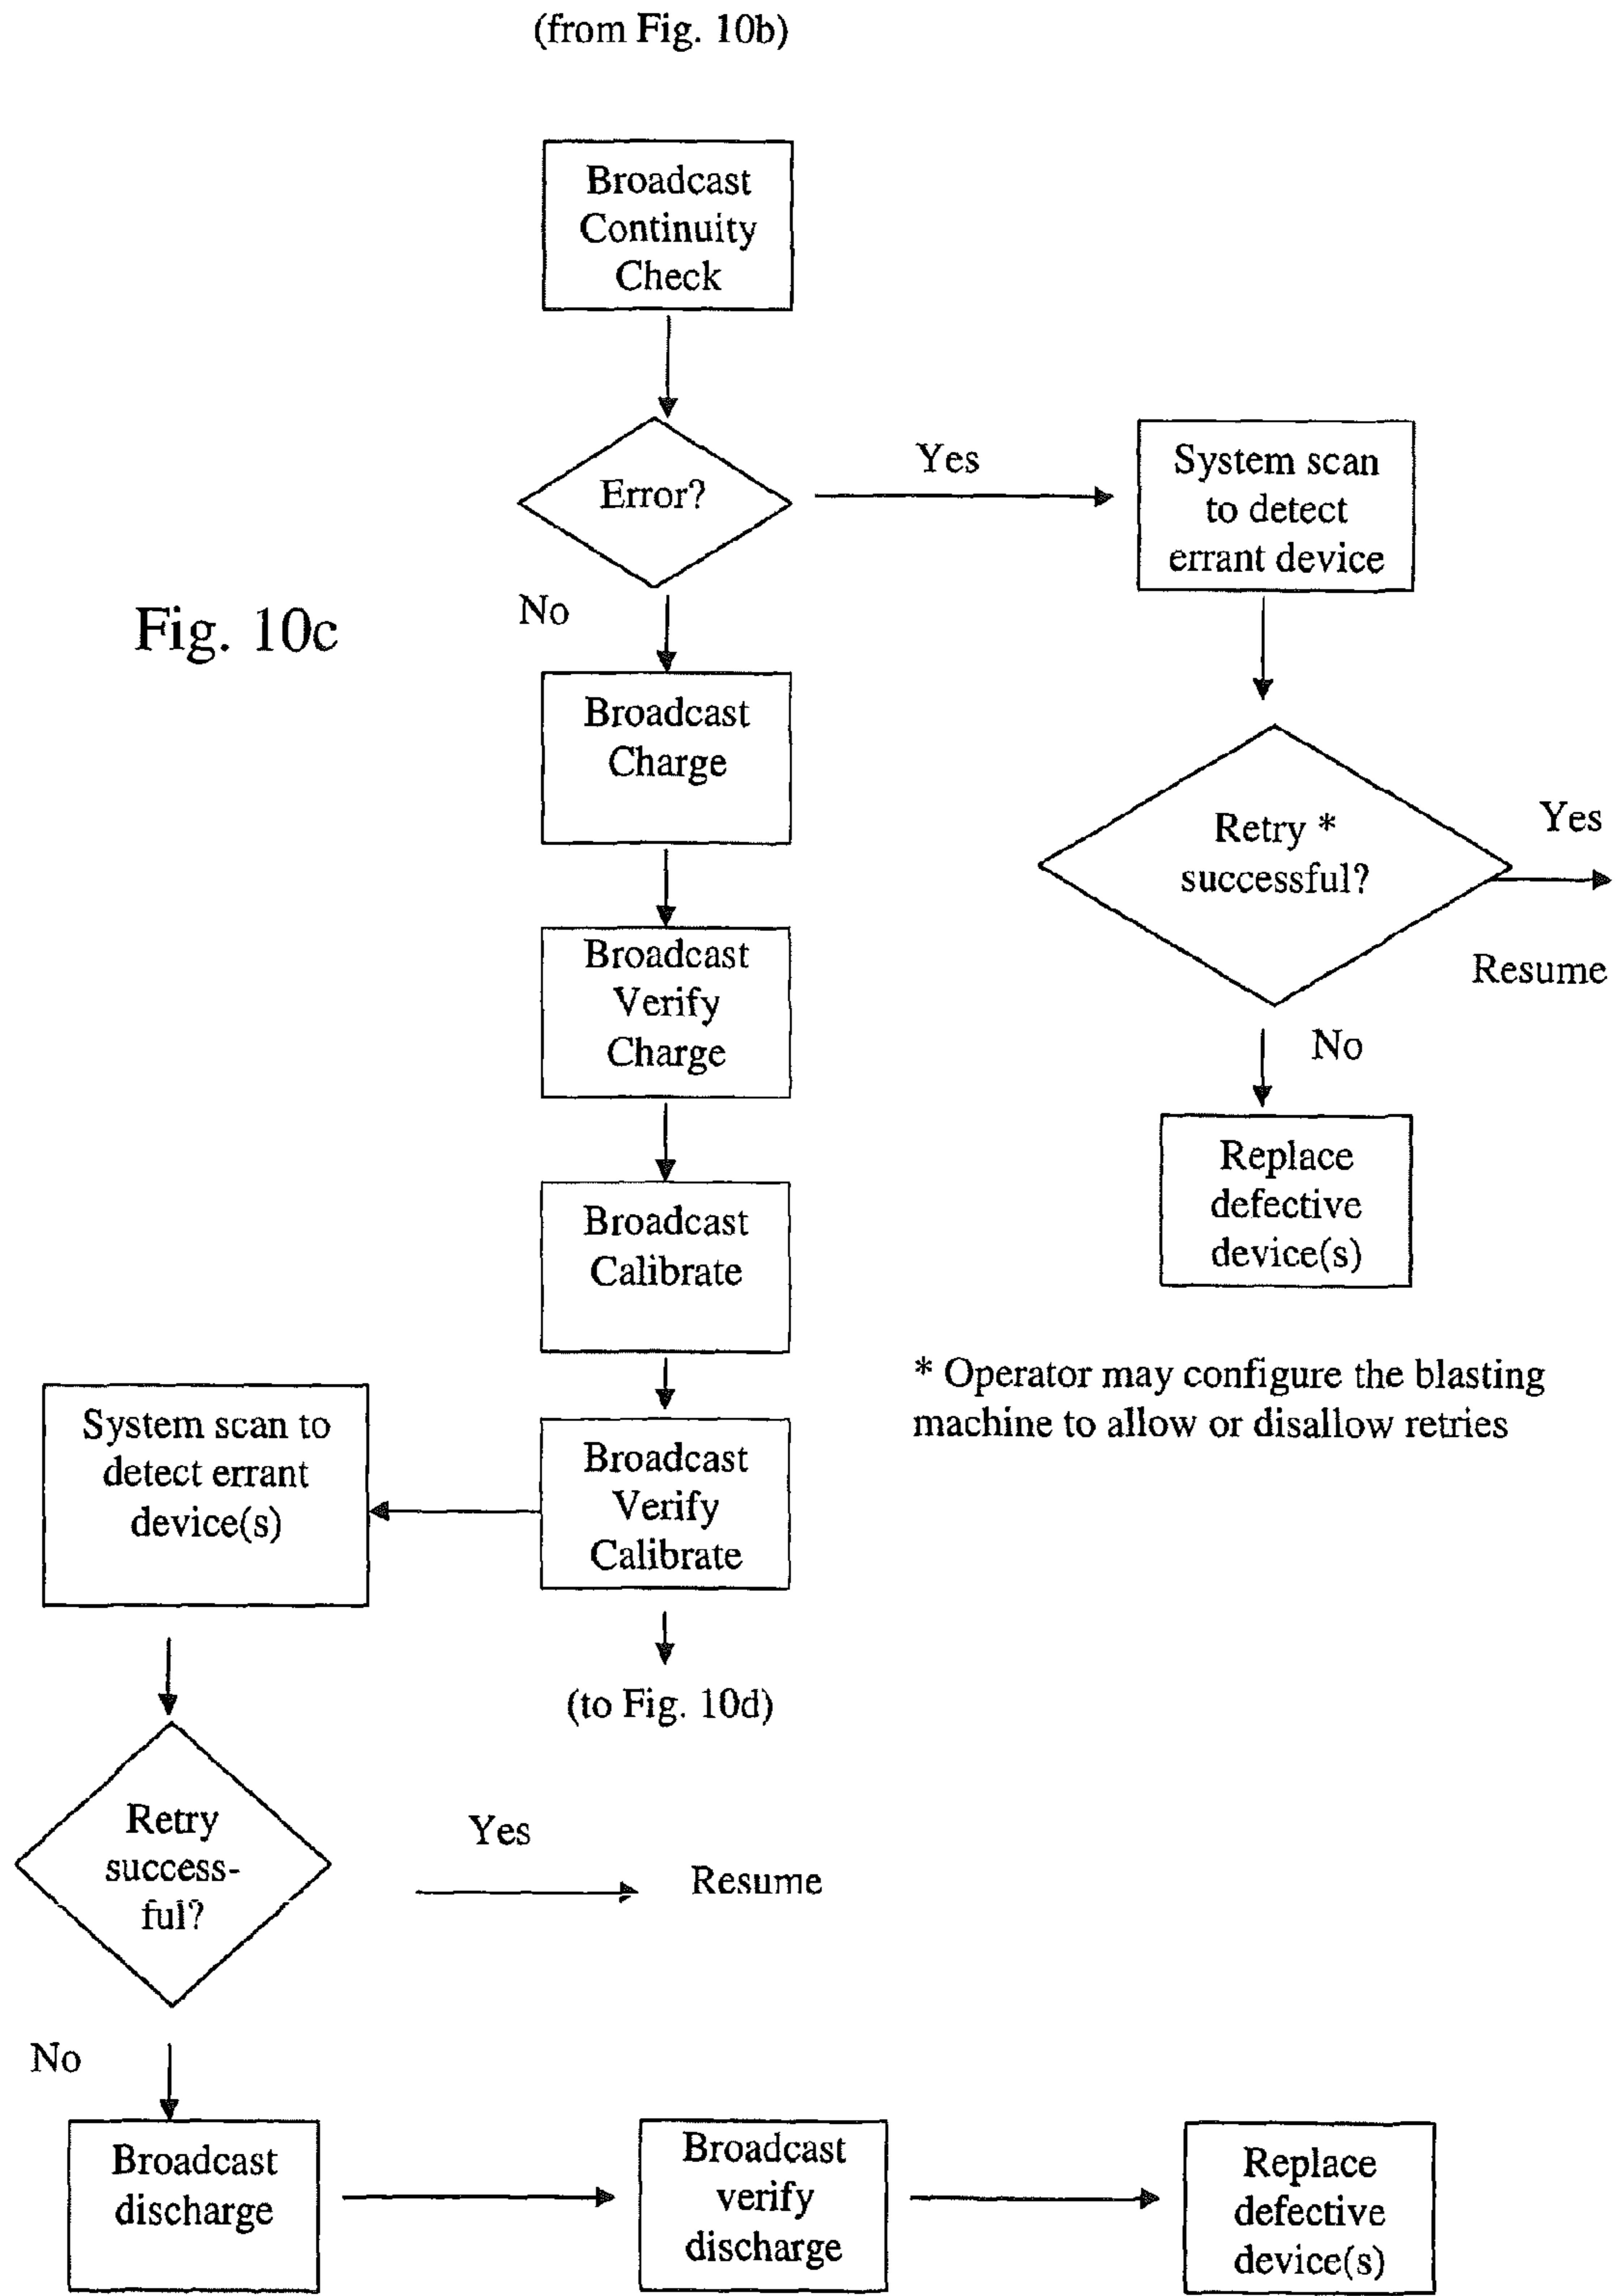 (from Fig. 10b)
Broadcast
Continuity
Check
Error?
Yes
System scan
to detect
errant device
No
Fig. 10c
Broadcast
Charge
Retry *
successful?
Yes
Resume
Broadcast
Verify
Charge
No
Replace
defective
device(s)
Broadcast
Calibrate
* Operator may configure the blasting
machine to allow or disallow retries
System scan to
detect errant
device(s)
Broadcast
Verify
Calibrate
(to Fig. 10d)
Retry
success-
ful?
Yes
Resume
No
Broadcast
discharge
Broadcast
verify
discharge
Replace
defective
device(s)